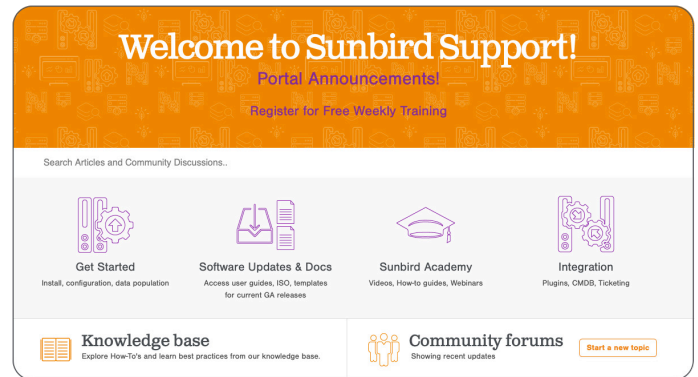 Welcome to Sunbird Support!
Portal Announcements!
Register for Free Weekly Training
Search Articles and Community Discussions..
Get Started
Install, configuration, data population
Software Updates & Docs
Access user guides, ISO, templates
for current GA releases
Sunbird Academy
Videos, How-to guides, Webinars
Integration
Plugins, CMDB, Ticketing
Knowledge base
Explore How-To's and learn best practices from our knowledge base.
Community forums
Showing recent updates
Start a new topic